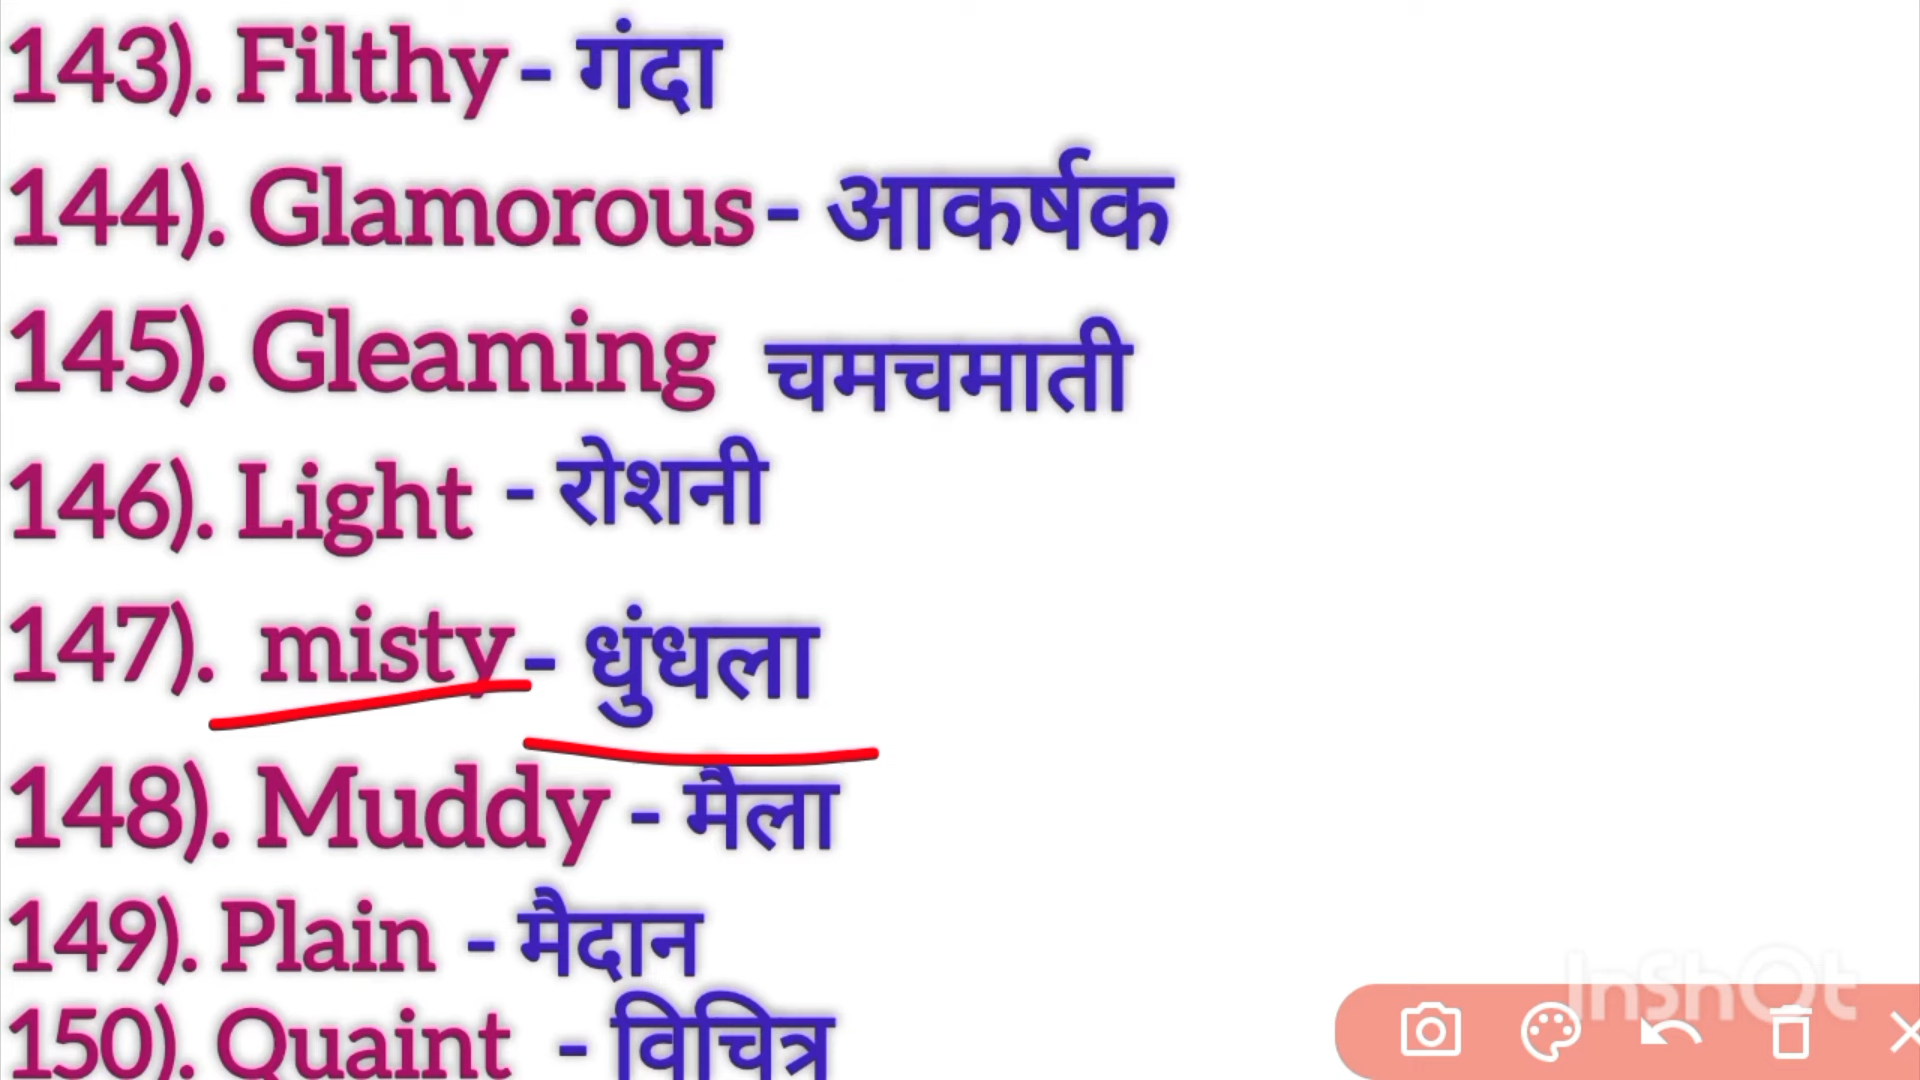 143). Filthy - गंदा
144). Glamorous - आकर्षक
145). Gleaming चमचमाती
146). Light - रोशनी
147). misty - धुंधला
148). Muddy - मैला
149). Plain - मैदान
150). Quaint - विचित्र
InShOt